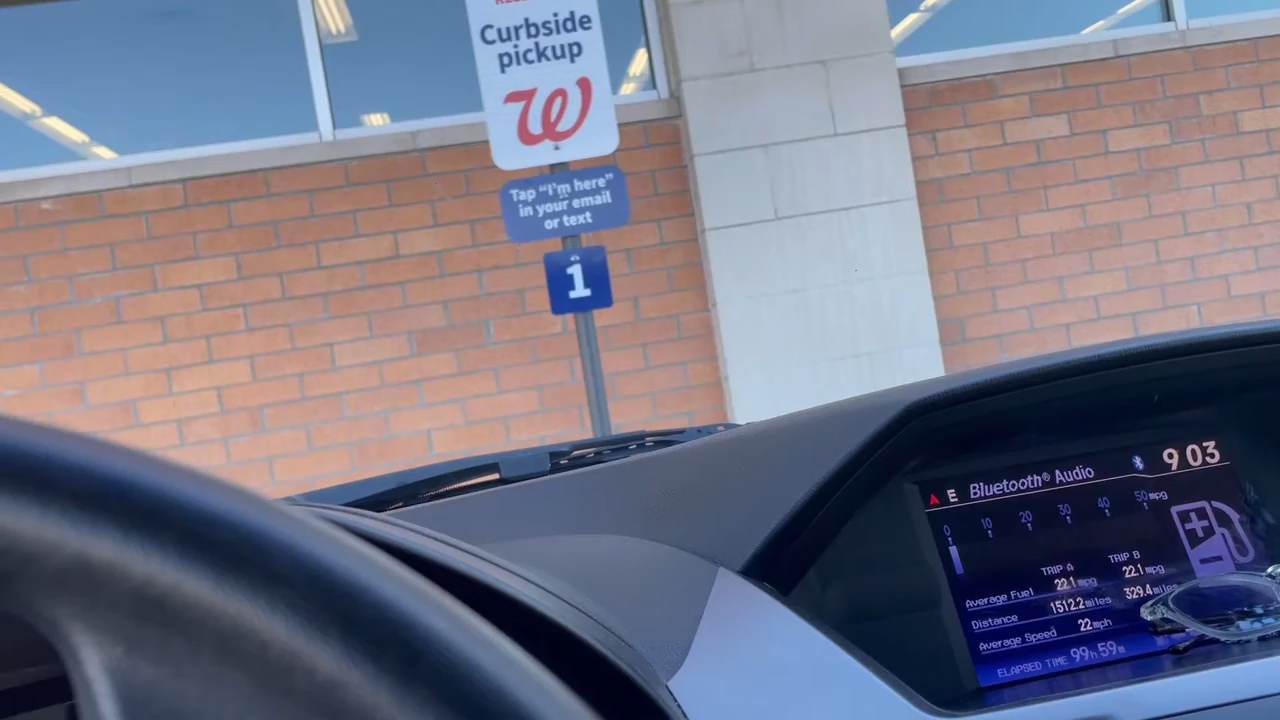 Curbside
pickup
W
Tap “I’m here”
in your email
or text
1
E Bluetooth® Audio 9 03
0 10 20 30 40 50 mpg
TRIP A TRIP B
Average Fuel 22.1 mpg 22.1 mpg
Distance 1512.2 miles 329.4 miles
Average Speed 22 mph
ELAPSED TIME 99h 59m